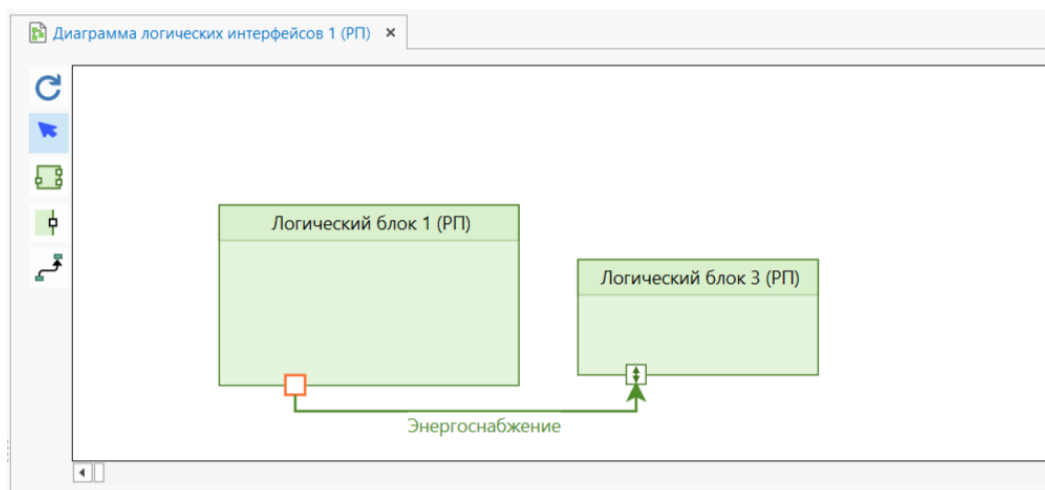 Диаграмма логических интерфейсов 1 (РП)
Логический блок 1 (РП)
Логический блок 3 (РП)
Энергоснабжение